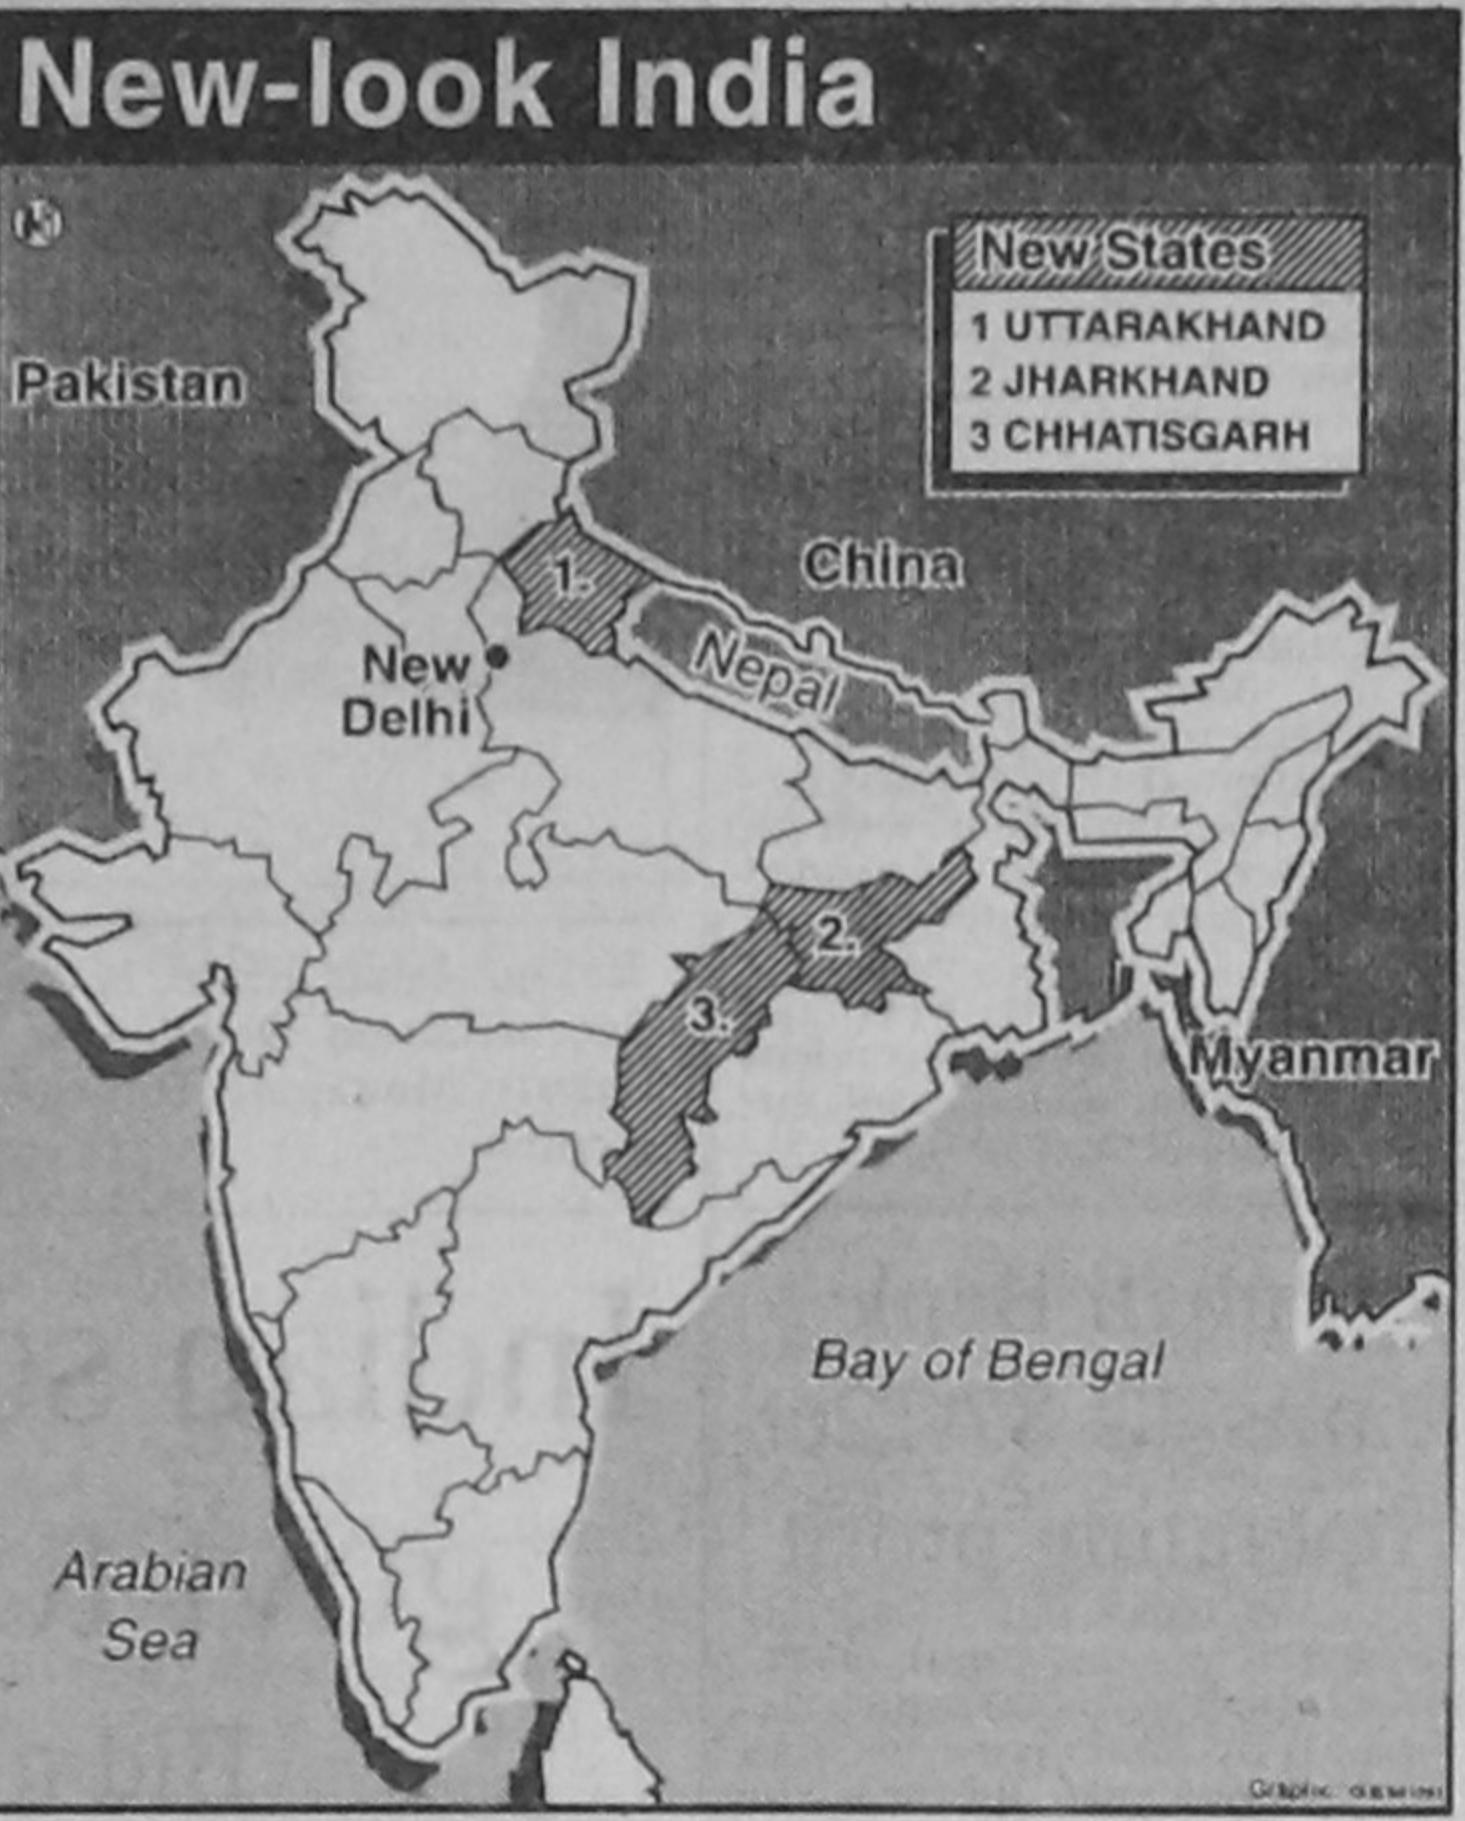 New-look India
New States
1 UTTARAKHAND
2 JHARKHAND
3 CHHATISGARH
Pakistan
China
1.
Nepal
New
Delhi
2.
3.
Myanmar
Bay of Bengal
Arabian
Sea
Graphic